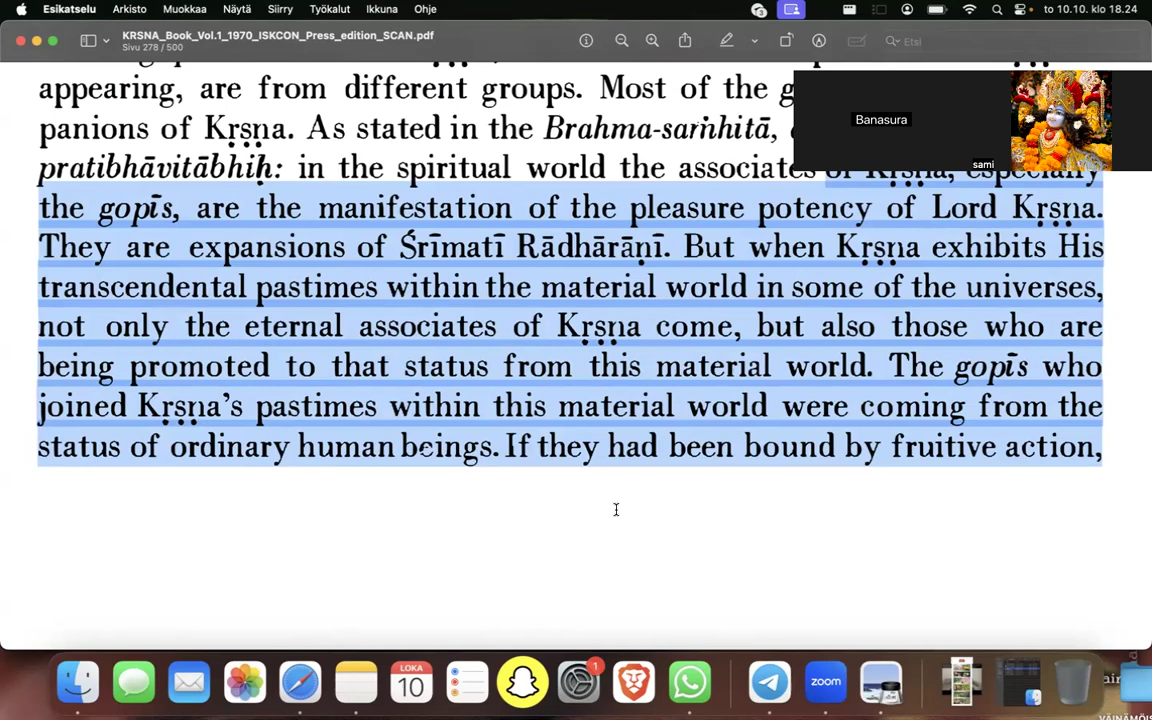 Esikatselu Arkisto Muokkaa Näytä Siirry Työkalut Ikkuna Ohje 3 to 10.10. klo 18.24
KRSNA_Book_Vol.1_1970_ISKCON_Press_edition_SCAN.pdf
Sivu 278 / 500
Etsi
appearing, are from different groups. Most of the g
panions of Kṛṣṇa. As stated in the Brahma-saṁhitā,
pratibhāvitābhiḥ: in the spiritual world the associates of Kṛṣṇa, especially
the gopīs, are the manifestation of the pleasure potency of Lord Kṛṣṇa.
They are expansions of Śrīmatī Rādhārāṇī. But when Kṛṣṇa exhibits His
transcendental pastimes within the material world in some of the universes,
not only the eternal associates of Kṛṣṇa come, but also those who are
being promoted to that status from this material world. The gopīs who
joined Kṛṣṇa's pastimes within this material world were coming from the
status of ordinary human beings. If they had been bound by fruitive action,
Banasura
sami
LOKA
10
1
zoom